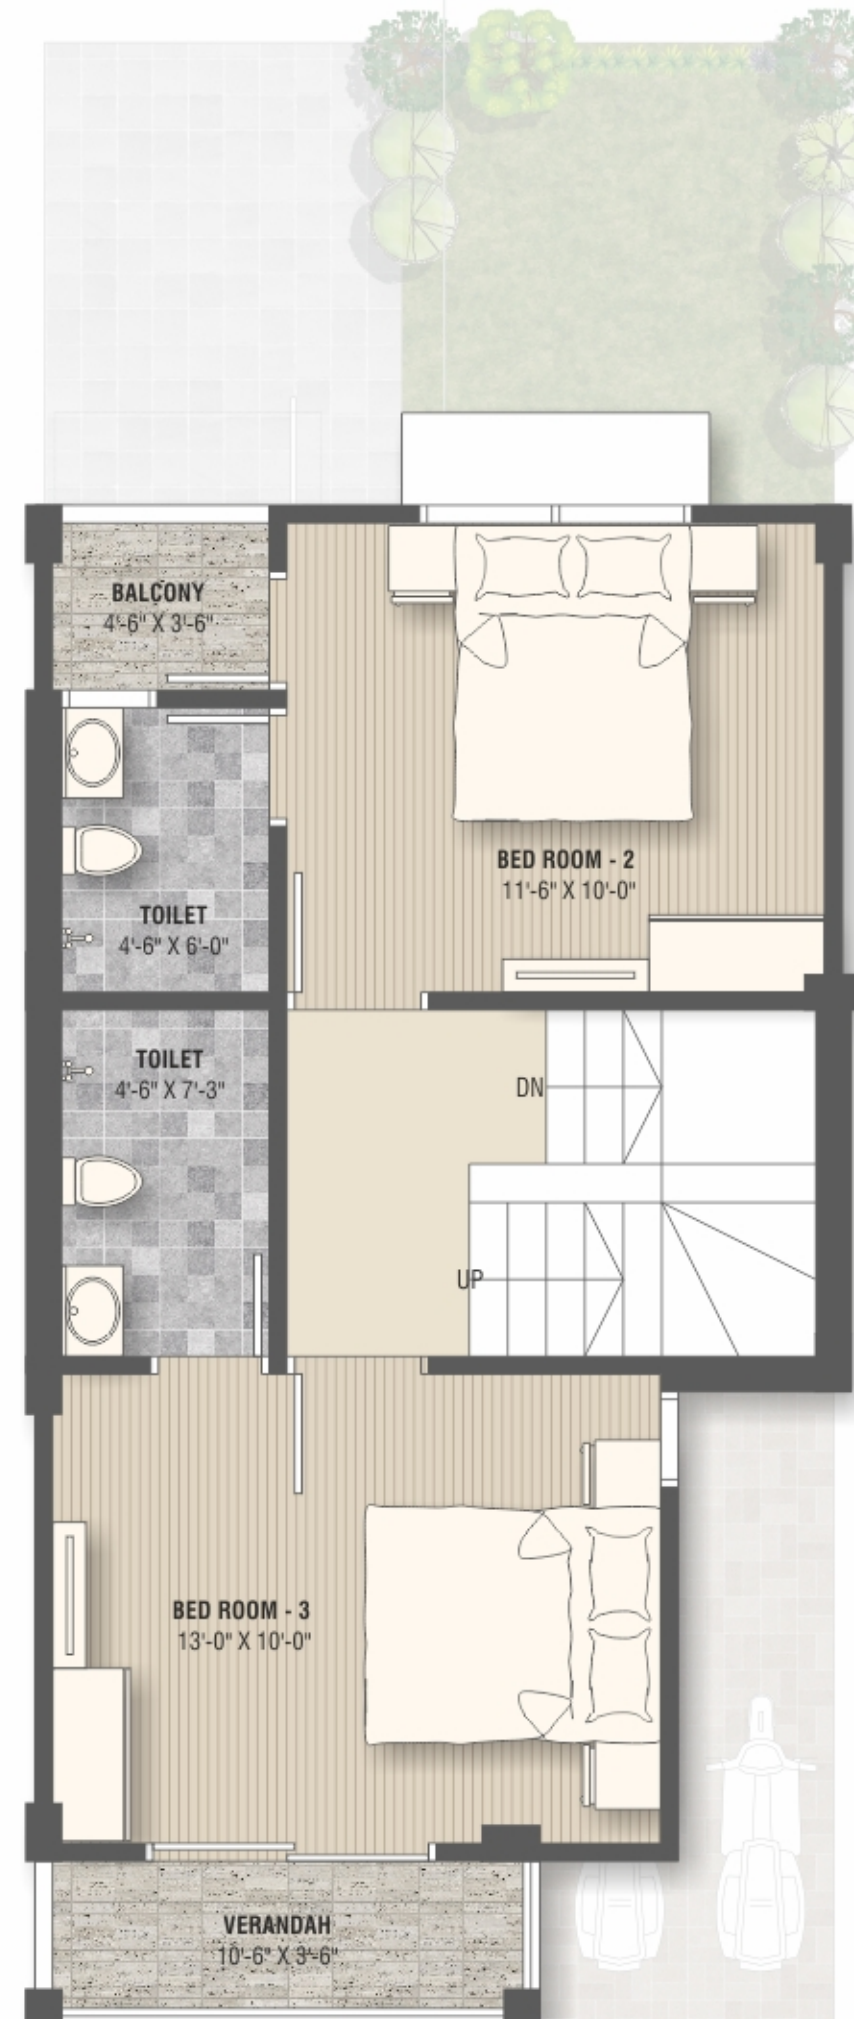 BALCONY
4'-6" X 3'-6"
BED ROOM - 2
11'-6" X 10'-0"
TOILET
4'-6" X 6'-0"
TOILET
4'-6" X 7'-3"
DN
UP
BED ROOM - 3
13'-0" X 10'-0"
VERANDAH
10'-6" X 3'-6"